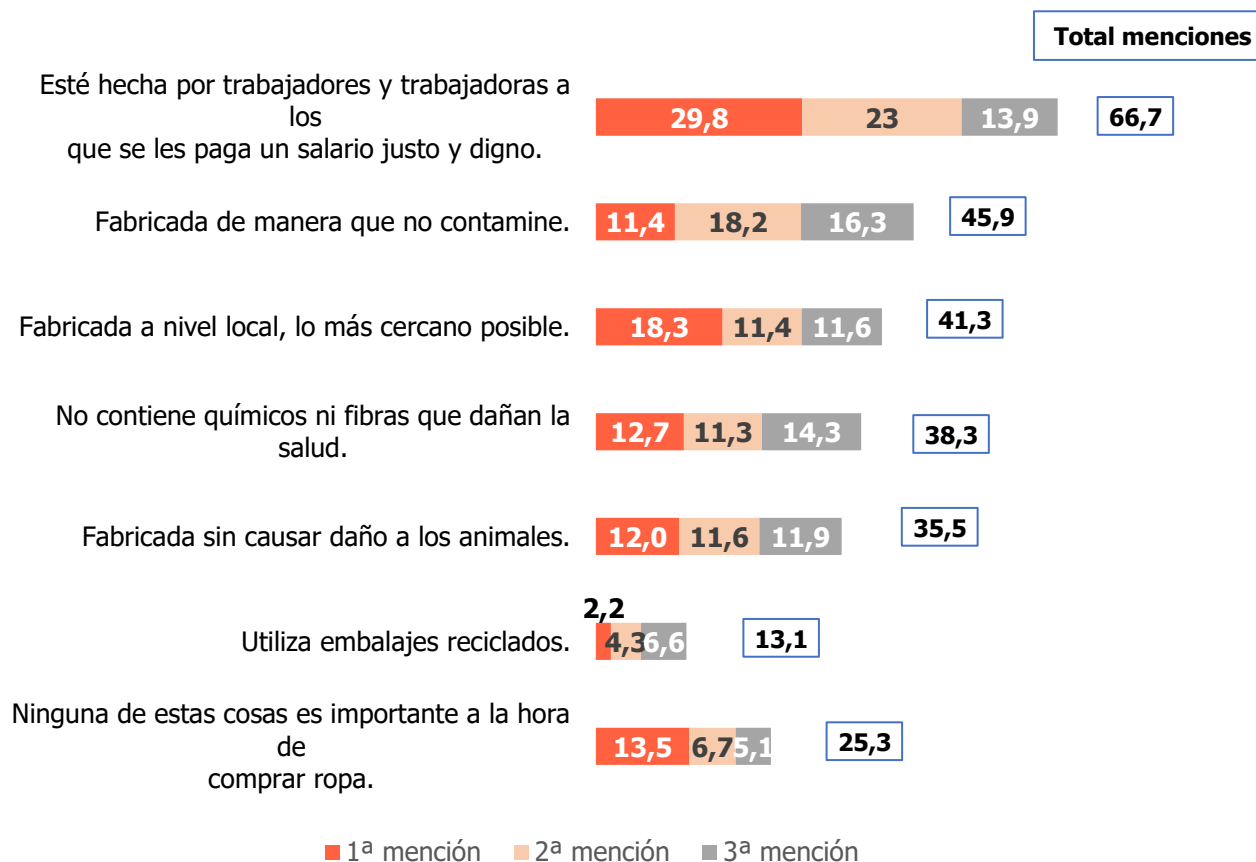 Total menciones
Esté hecha por trabajadores y trabajadoras a
los
que se les paga un salario justo y digno.
29,8 23 13,9 66,7
Fabricada de manera que no contamine.
11,4 18,2 16,3 45,9
Fabricada a nivel local, lo más cercano posible.
18,3 11,4 11,6 41,3
No contiene químicos ni fibras que dañan la
salud.
12,7 11,3 14,3 38,3
Fabricada sin causar daño a los animales.
12,0 11,6 11,9 35,5
Utiliza embalajes reciclados.
2,2
4,3 6,6 13,1
Ninguna de estas cosas es importante a la hora
de
comprar ropa.
13,5 6,7 5,1 25,3
1ª mención 2ª mención 3ª mención